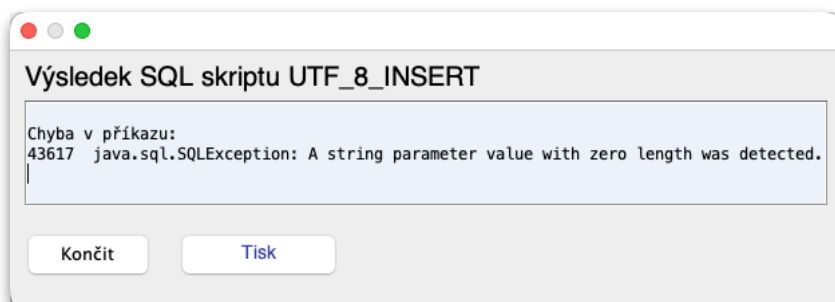 Výsledek SQL skriptu UTF_8_INSERT
Chyba v příkazu:
43617  java.sql.SQLException: A string parameter value with zero length was detected.
Končit
Tisk